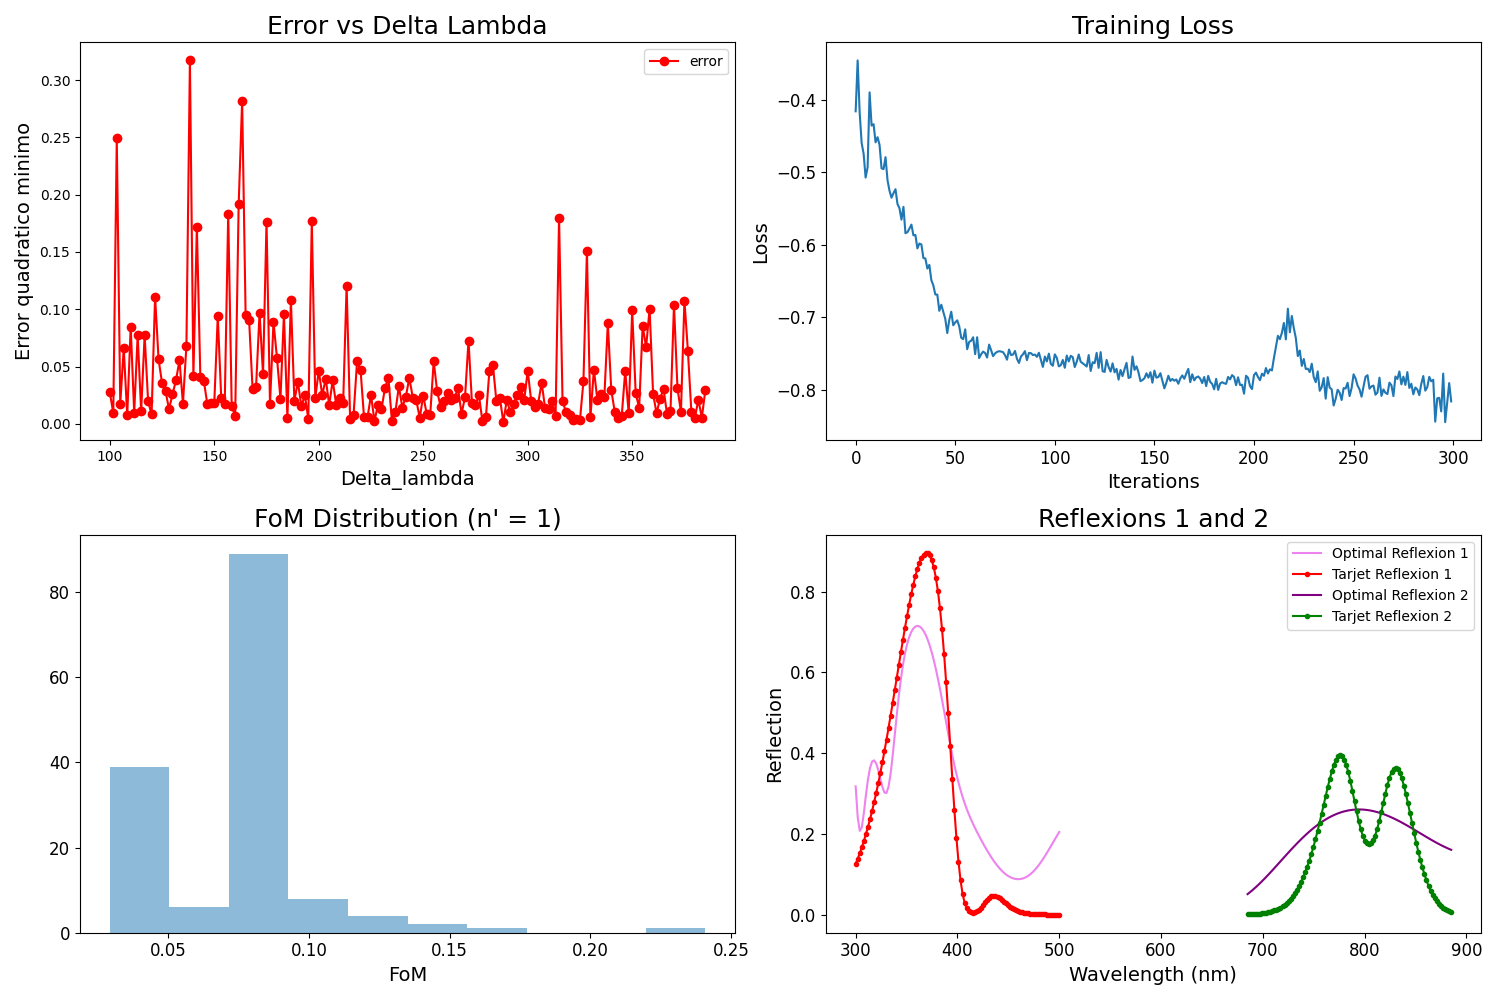 Error vs Delta Lambda
error
Error quadratico minimo
0.30
0.25
0.20
0.15
0.10
0.05
0.00
100 150 200 250 300 350
Delta_lambda
Training Loss
Loss
−0.4
−0.5
−0.6
−0.7
−0.8
0 50 100 150 200 250 300
Iterations
FoM Distribution (n' = 1)
80
60
40
20
0
0.05 0.10 0.15 0.20 0.25
FoM
Reflexions 1 and 2
Optimal Reflexion 1
Tarjet Reflexion 1
Optimal Reflexion 2
Tarjet Reflexion 2
Reflection
0.8
0.6
0.4
0.2
0.0
300 400 500 600 700 800 900
Wavelength (nm)